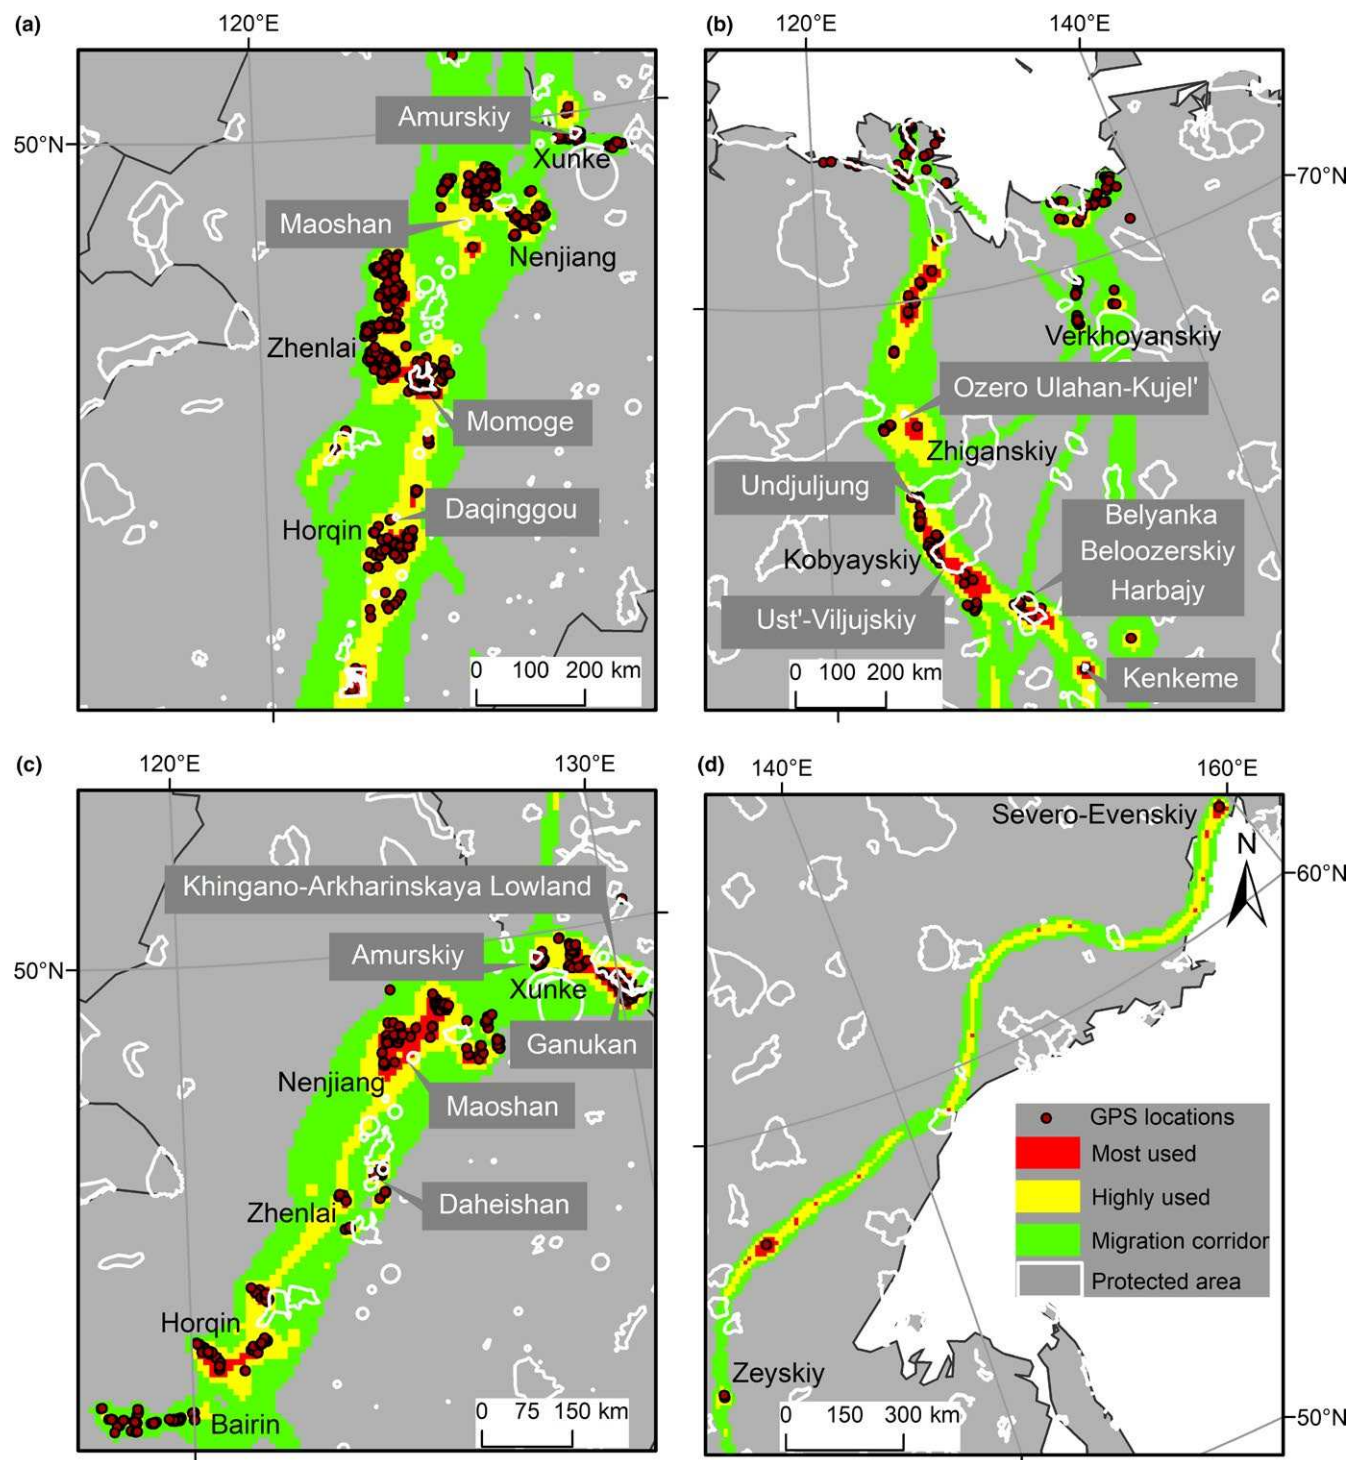 (a)
120°E
50°N
Amurskiy
Xunke
Maoshan
Nenjiang
Zhenlai
Momoge
Daqinggou
Horqin
0 100 200 km
(b)
120°E
140°E
70°N
Verkhoyanskiy
Ozero Ulahan-Kujel'
Zhiganskiy
Undjuljung
Belyanka
Beloozerskiy
Harbajy
Kobyayskiy
Ust'-Viljujskiy
Kenkeme
0 100 200 km
(c)
120°E
130°E
Khingano-Arkharinskaya Lowland
Amurskiy
50°N
Xunke
Ganukan
Nenjiang
Maoshan
Daheishan
Zhenlai
Horqin
Bairin
0 75 150 km
(d)
140°E
160°E
Severo-Evenskiy
N
60°N
GPS locations
Most used
Highly used
Migration corridor
Protected area
Zeyskiy
0 150 300 km
50°N